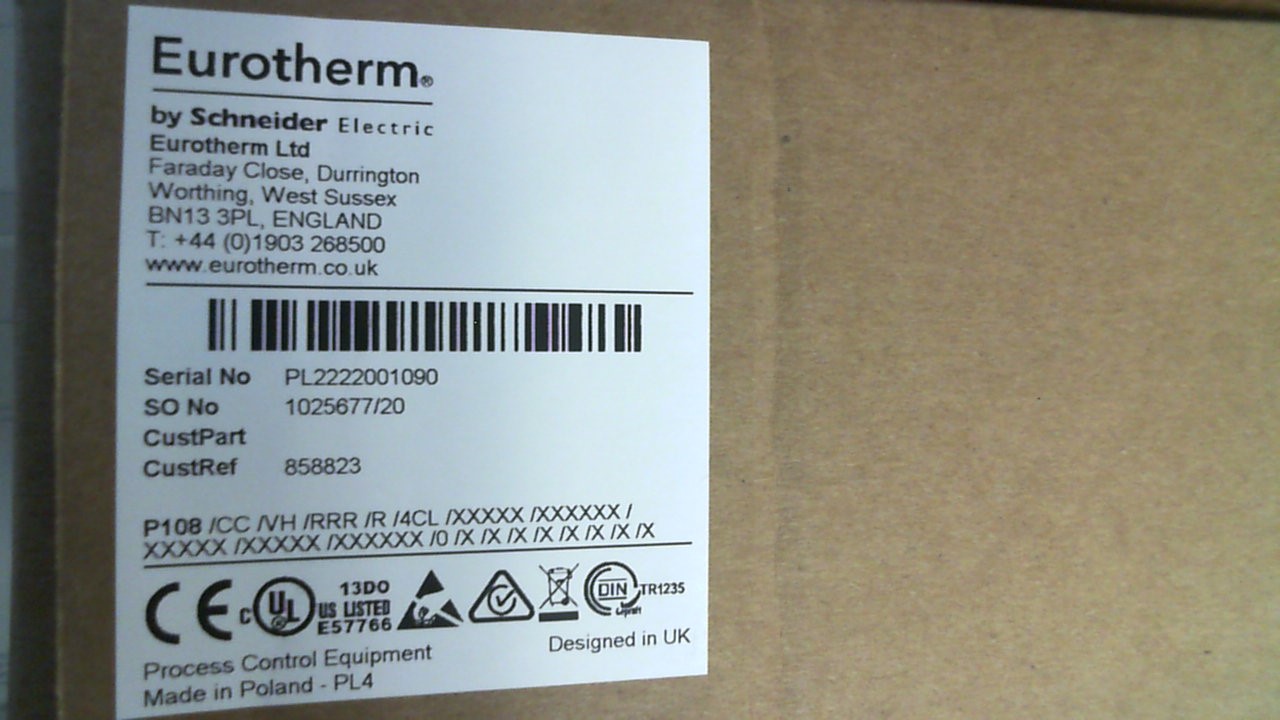 Eurotherm®
by Schneider Electric
Eurotherm Ltd
Faraday Close, Durrington
Worthing, West Sussex
BN13 3PL, ENGLAND
T: +44 (0)1903 268500
www.eurotherm.co.uk
Serial No PL2222001090
SO No 1025677/20
CustPart
CustRef 858823
P108 /CC /VH /RRR /R /4CL /XXXXX /XXXXXX /
XXXXX /XXXXX /XXXXXX /0 /X /X /X /X /X /X /X /X
CE
C UL US LISTED 13DO E57766
DIN TR1235
Process Control Equipment
Designed in UK
Made in Poland - PL4